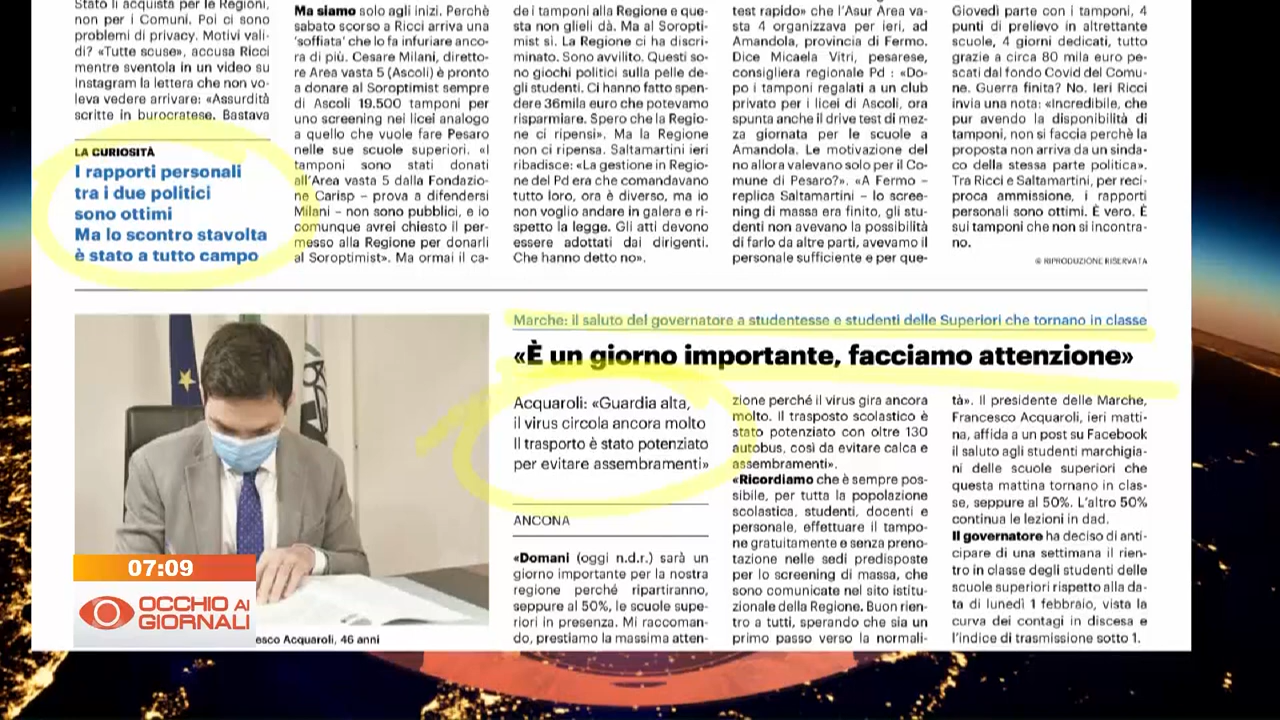 Stato li acquista per le Regioni,
non per i Comuni. Poi ci sono
problemi di privacy. Motivi vali-
di? «Tutte scuse», accusa Ricci
mentre sventola in un video su
Instagram la lettera che non vo-
leva vedere arrivare: «Assurdità
scritte in burocratese. Bastava
LA CURIOSITÀ
I rapporti personali
tra i due politici
sono ottimi
Ma lo scontro stavolta
è stato a tutto campo
Ma siamo solo agli inizi. Perchè
sabato scorso a Ricci arriva una
'soffiata' che lo fa infuriare anco-
ra di più. Cesare Milani, diretto-
re Area vasta 5 (Ascoli) è pronto
a donare al Soroptimist sempre
di Ascoli 19.500 tamponi per
uno screening nei licei analogo
a quello che vuole fare Pesaro
nelle sue scuole superiori. «I
tamponi sono stati donati
all'Area vasta 5 dalla Fondazio-
ne Carisp – prova a difendersi
Milani – non sono pubblici, e io
comunque avrei chiesto il per-
messo alla Regione per donarli
al Soroptimist». Ma ormai il ca-
de i tamponi alla Regione e que-
sta non glieli dà. Ma al Soropti-
mist sì. La Regione ci ha discri-
minato. Sono avvilito. Questi so-
no giochi politici sulla pelle de-
gli studenti. Ci hanno fatto spen-
dere 36mila euro che potevamo
risparmiare. Spero che la Regio-
ne ci ripensi». Ma la Regione
non ci ripensa. Saltamartini ieri
ribadisce: «La gestione in Regio-
ne del Pd era che comandavano
tutto loro, ora è diverso, ma io
non voglio andare in galera e ri-
spetto la legge. Gli atti devono
essere adottati dai dirigenti.
Che hanno detto no».
test rapido» che l'Asur Area va-
sta 4 organizzava per ieri, ad
Amandola, provincia di Fermo.
Dice Micaela Vitri, pesarese,
consigliera regionale Pd : «Do-
po i tamponi regalati a un club
privato per i licei di Ascoli, ora
spunta anche il drive test di mez-
za giornata per le scuole a
Amandola. Le motivazione del
no allora valevano solo per il Co-
mune di Pesaro?». «A Fermo –
replica Saltamartini – lo scree-
ning di massa era finito, gli stu-
denti non avevano la possibilità
di farlo da altre parti, avevamo il
personale sufficiente e per que-
Giovedì parte con i tamponi, 4
punti di prelievo in altrettante
scuole, 4 giorni dedicati, tutto
grazie a circa 80 mila euro pe-
scati dal fondo Covid del Comu-
ne. Guerra finita? No. Ieri Ricci
invia una nota: «Incredibile, che
pur avendo la disponibilità di
tamponi, non si faccia perchè la
proposta non arriva da un sinda-
co della stessa parte politica».
Tra Ricci e Saltamartini, per reci-
proca ammissione, i rapporti
personali sono ottimi. È vero. È
sui tamponi che non si incontra-
no.
© RIPRODUZIONE RISERVATA
Marche: il saluto del governatore a studentesse e studenti delle Superiori che tornano in classe
«È un giorno importante, facciamo attenzione»
Acquaroli: «Guardia alta,
il virus circola ancora molto
Il trasporto è stato potenziato
per evitare assembramenti»
ANCONA
«Domani (oggi n.d.r.) sarà un
giorno importante per la nostra
regione perché ripartiranno,
seppure al 50%, le scuole supe-
riori in presenza. Mi raccoman-
do, prestiamo la massima atten-
zione perché il virus gira ancora
molto. Il trasposto scolastico è
stato potenziato con oltre 130
autobus, così da evitare calca e
assembramenti».
«Ricordiamo che è sempre pos-
sibile, per tutta la popolazione
scolastica, studenti, docenti e
personale, effettuare il tampo-
ne gratuitamente e senza preno-
tazione nelle sedi predisposte
per lo screening di massa, che
sono comunicate nel sito istitu-
zionale della Regione. Buon rien-
tro a tutti, sperando che sia un
primo passo verso la normali-
tà». Il presidente delle Marche,
Francesco Acquaroli, ieri matti-
na, affida a un post su Facebook
il saluto agli studenti marchigia-
ni delle scuole superiori che
questa mattina tornano in clas-
se, seppure al 50%. L'altro 50%
continua le lezioni in dad.
Il governatore ha deciso di anti-
cipare di una settimana il rien-
tro in classe degli studenti delle
scuole superiori rispetto alla da-
ta di lunedì 1 febbraio, vista la
curva dei contagi in discesa e
l'indice di trasmissione sotto 1.
07:09
OCCHIO AI
GIORNALI
esco Acquaroli, 46 anni